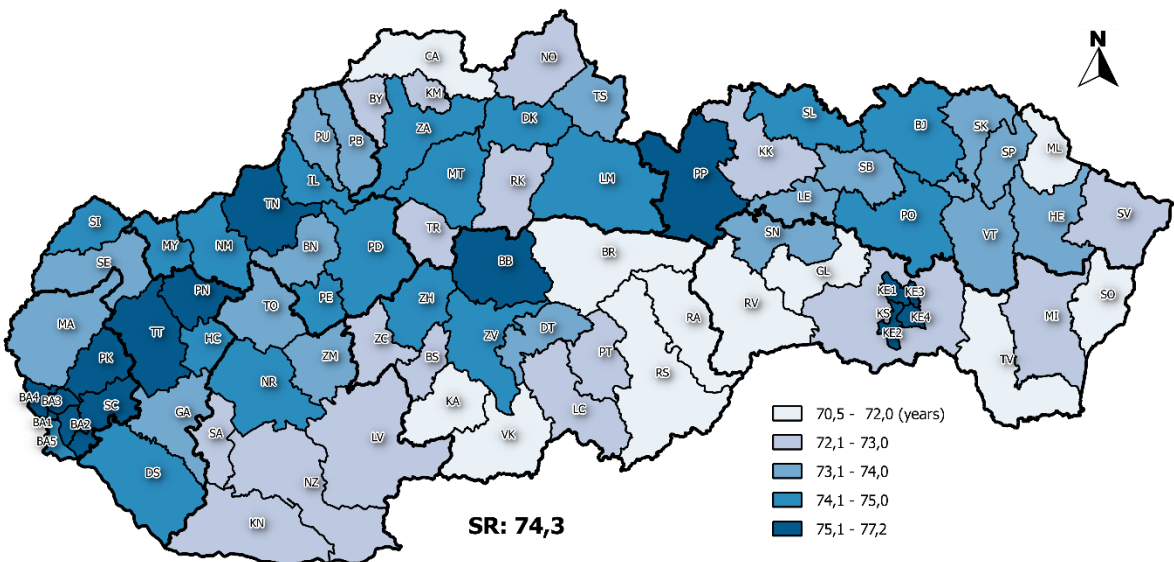 N
CA
NO
BY
KM
TS
PU
PB
ZA
DK
SL
BJ
SK
SP
ML
IL
MT
RK
LM
PP
KK
SB
LE
HE
SV
TN
SI
MY
NM
BN
PD
TR
BB
BR
SN
PO
VT
SE
PN
TO
PE
ZH
GL
RV
KE1
KE3
KS
KE4
KE2
SO
MI
MA
TT
HC
ZM
ZC
BS
ZV
DT
PT
RA
RS
TV
PK
NR
KA
LC
BA4
BA3
SC
BA1
BA2
BA5
GA
SA
LV
VK
DS
NZ
KN
70,5 - 72,0 (years)
72,1 - 73,0
73,1 - 74,0
74,1 - 75,0
75,1 - 77,2
SR: 74,3